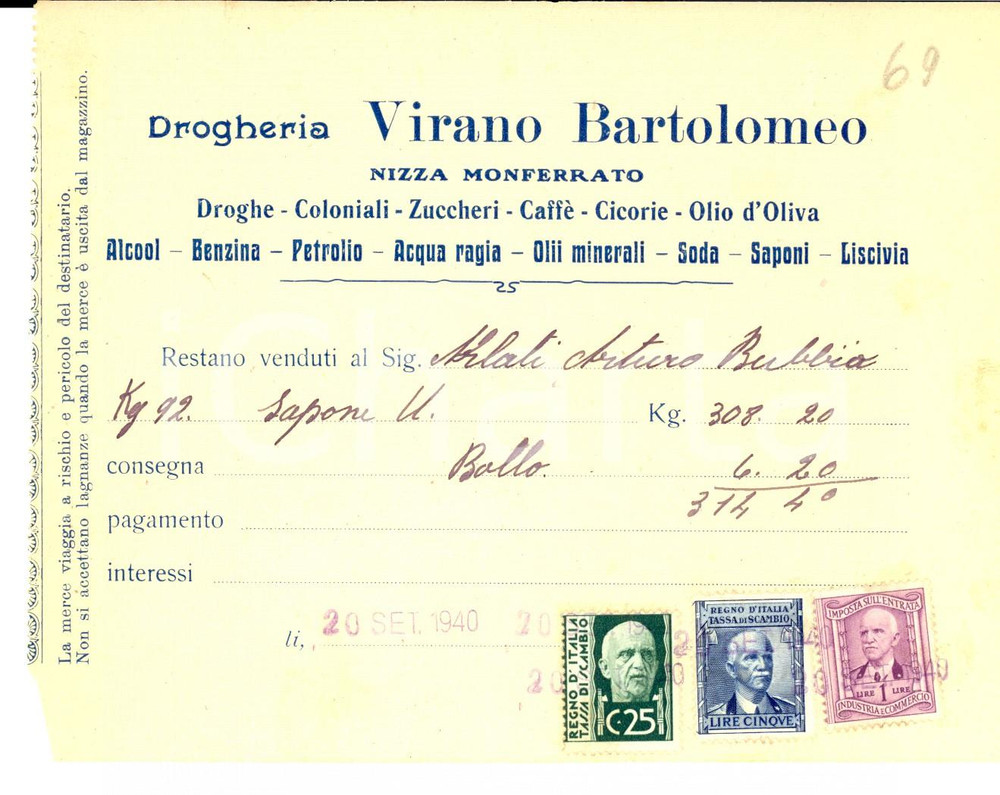 69
Drogheria Virano Bartolomeo
NIZZA MONFERRATO
Droghe - Coloniali - Zuccheri - Caffè - Cicorie - Olio d'Oliva
Alcool - Benzina - Petrolio - Acqua ragia - Olii minerali - Soda - Saponi - Liscivia
Restano venduti al Sig. Arturo Bubbio
Kg 92. Sapone U. Kg. 308. 20
consegna Bollo. 6. 20
314 40
pagamento
interessi
li, 20 SET. 1940
La merce viaggia a rischio e pericolo del destinatario.
Non si accettano lagnanze quando la merce è uscita dal magazzino.
REGNO D'ITALIA
TASSA DI SCAMBIO
C. 25
REGNO D'ITALIA
TASSA DI SCAMBIO
LIRE CINQVE
IMPOSTA SULL'ENTRATA
LIRE 1 LIRE
INDUSTRIA E COMMERCIO
iCharta